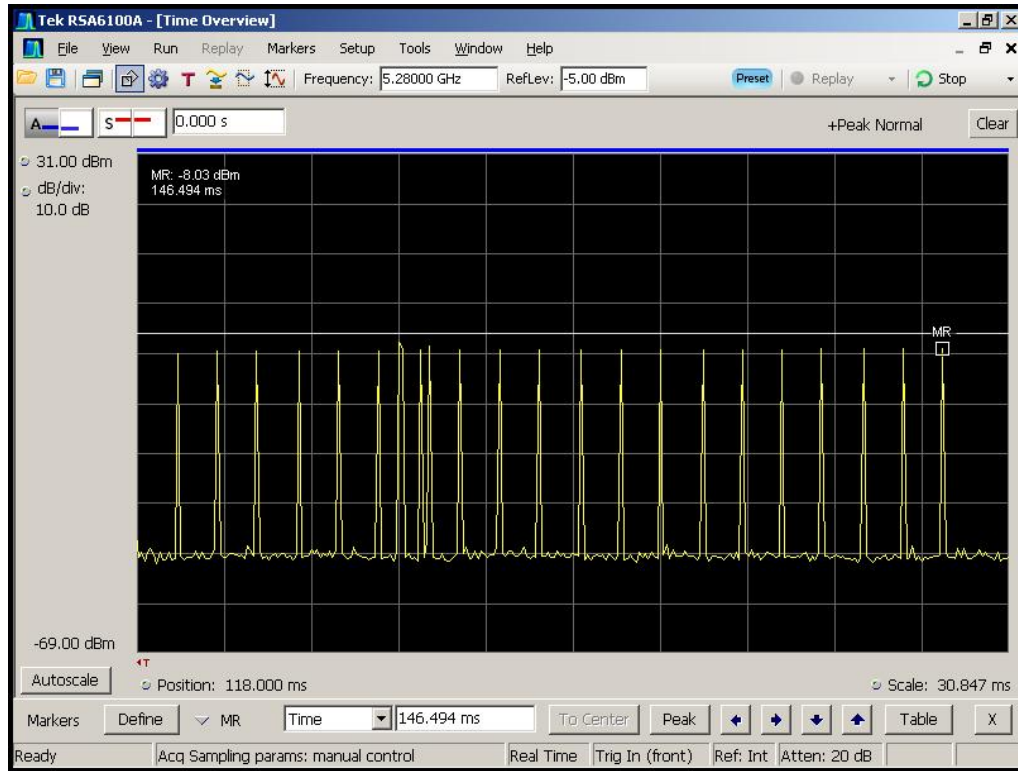 Tek RSA6100A - [Time Overview]
File View Run Replay Markers Setup Tools Window Help
T Frequency: 5.28000 GHz RefLev: -5.00 dBm Preset Replay Stop
A S 0.000 s +Peak Normal Clear
31.00 dBm
dB/div:
10.0 dB
MR: -8.03 dBm
146.494 ms
MR
-69.00 dBm
T
Autoscale Position: 118.000 ms Scale: 30.847 ms
Markers Define MR Time 146.494 ms To Center Peak Table X
Ready Acq Sampling params: manual control Real Time Trig In (front) Ref: Int Atten: 20 dB